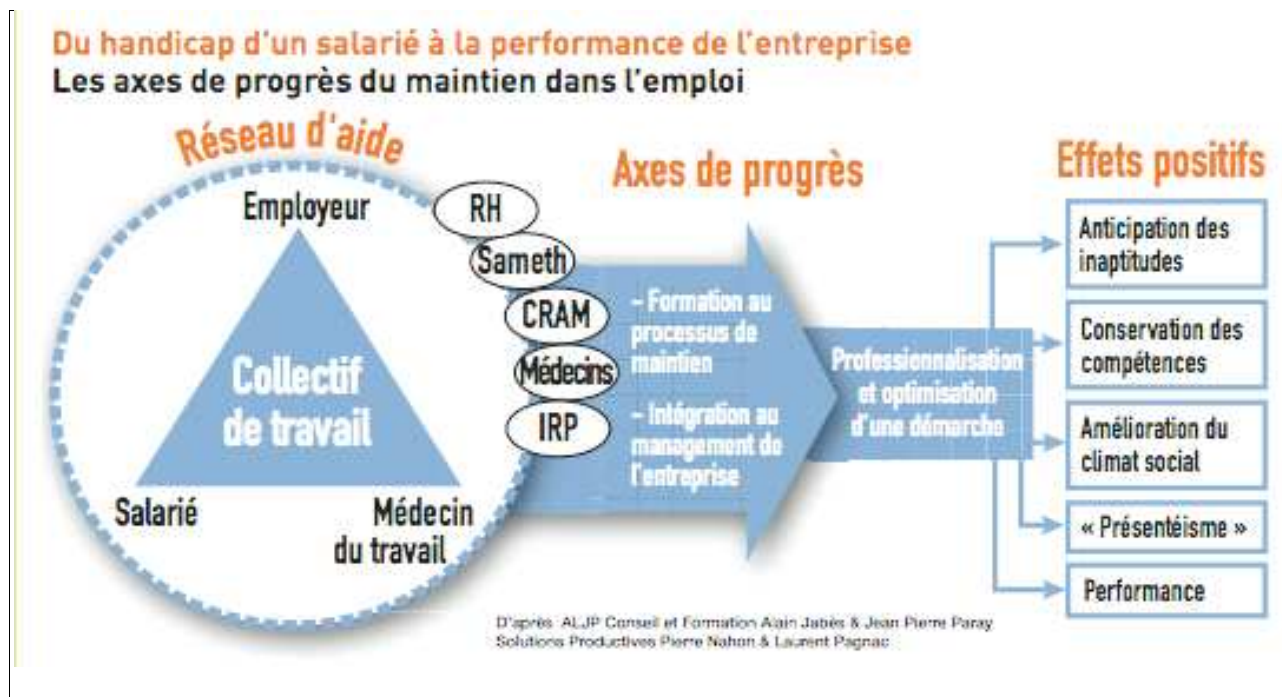 Du handicap d'un salarié à la performance de l'entreprise
Les axes de progrès du maintien dans l'emploi
Réseau d'aide
Employeur
Collectif
de travail
Salarié
Médecin
du travail
RH
Sameth
CRAM
Médecins
IRP
Axes de progrès
– Formation au
processus de
maintien
– Intégration au
management de
l'entreprise
Professionnalisation
et optimisation
d'une démarche
Effets positifs
Anticipation des
inaptitudes
Conservation des
compétences
Amélioration du
climat social
« Présentéisme »
Performance
D'après ALJP Conseil et Formation Alain Jabès & Jean Pierre Paray
Solutions Productives Pierre Nahon & Laurent Pagnac